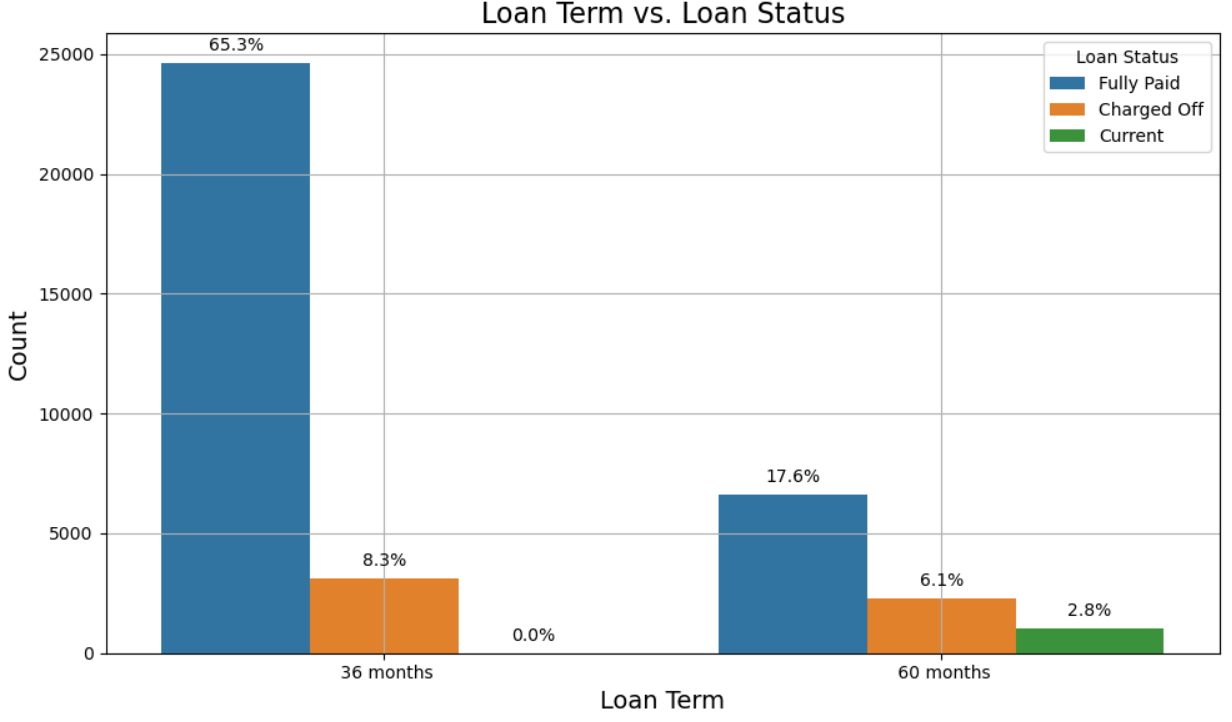 Loan Term vs. Loan Status
65.3%
25000
Loan Status
Fully Paid
Charged Off
Current
20000
15000
Count
10000
17.6%
5000
8.3%
6.1%
2.8%
0.0%
0
36 months
60 months
Loan Term